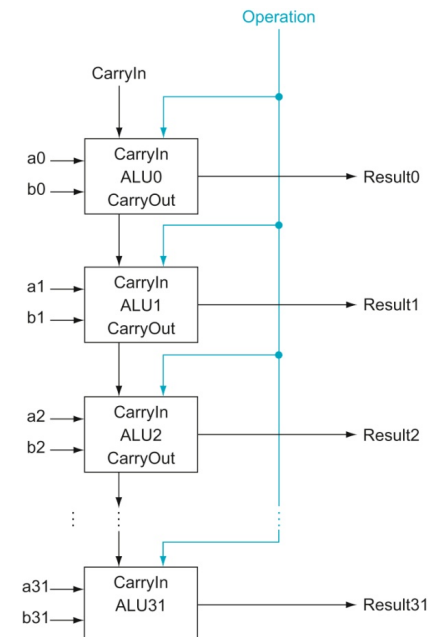 Operation
CarryIn
a0
b0
CarryIn
ALU0
CarryOut
Result0
a1
b1
CarryIn
ALU1
CarryOut
Result1
a2
b2
CarryIn
ALU2
CarryOut
Result2
a31
b31
CarryIn
ALU31
Result31